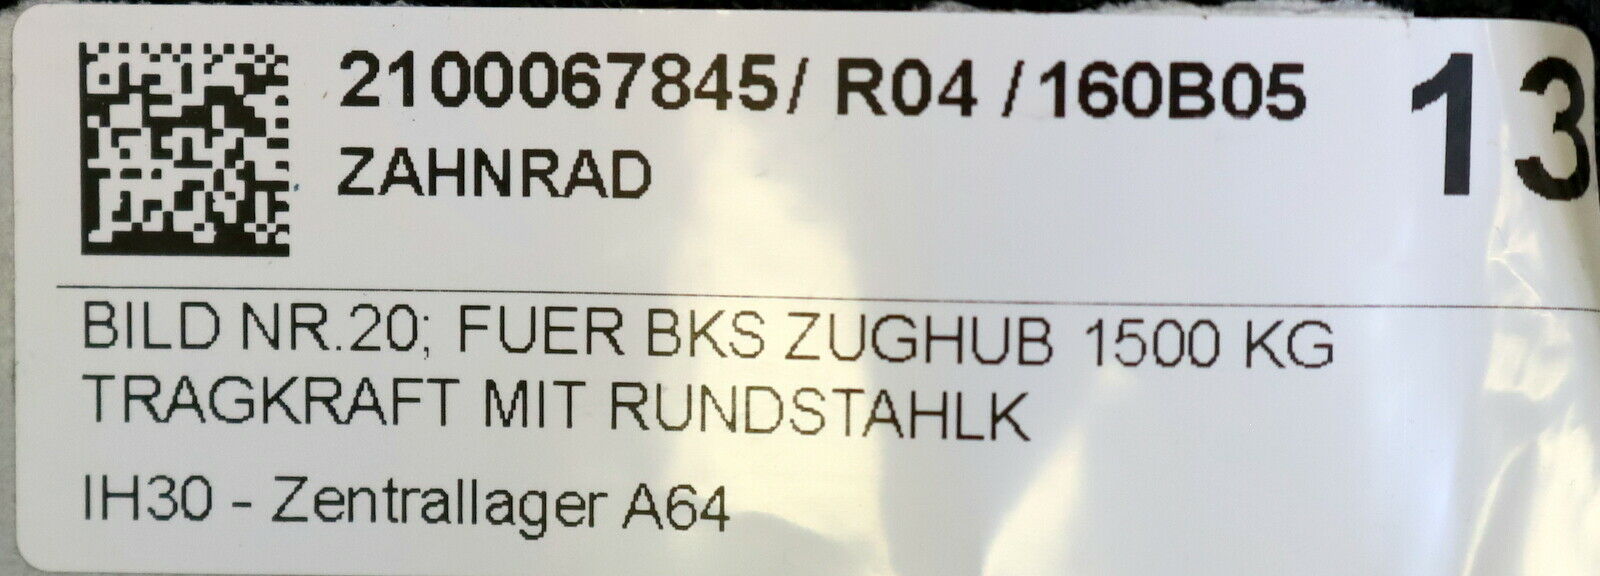 2100067845/ R04 / 160B05
13
ZAHNRAD
BILD NR.20; FUER BKS ZUGHUB 1500 KG
TRAGKRAFT MIT RUNDSTAHLK
IH30 - Zentrallager A64